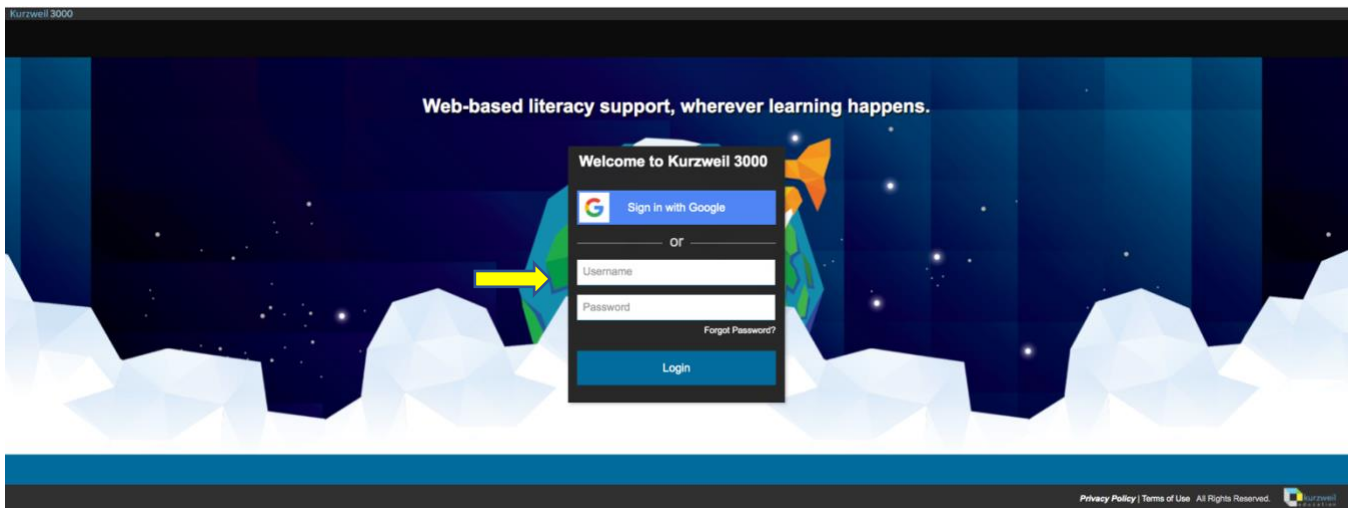 Kurzweil 3000
Web-based literacy support, wherever learning happens.
Welcome to Kurzweil 3000
Sign in with Google
or
Username
Password
Forgot Password?
Login
Privacy Policy | Terms of Use All Rights Reserved.
kurzweil
education